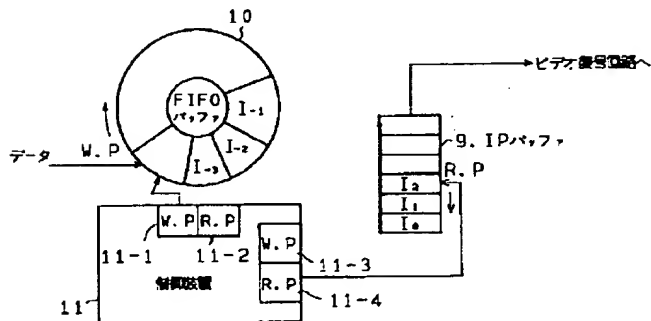 10
FIFO
バッファ
I-1
I-2
I-3
W.P
データ
ビデオ復号回路へ
9. IPバッファ
R.P
I2
I1
I0
W.P R.P
11-1
11-2
W.P
11-3
R.P
11-4
制御装置
11